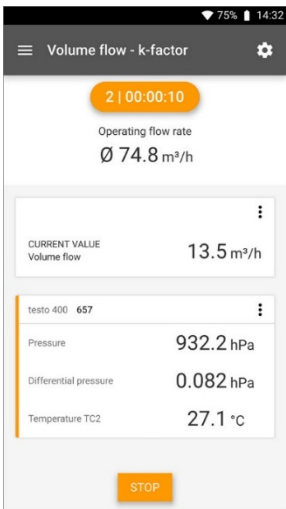 75% 14:32
Volume flow - k-factor
2 | 00:00:10
Operating flow rate
Ø 74.8 m³/h
CURRENT VALUE
Volume flow 13.5 m³/h
testo 400 657
Pressure 932.2 hPa
Differential pressure 0.082 hPa
Temperature TC2 27.1 °C
STOP